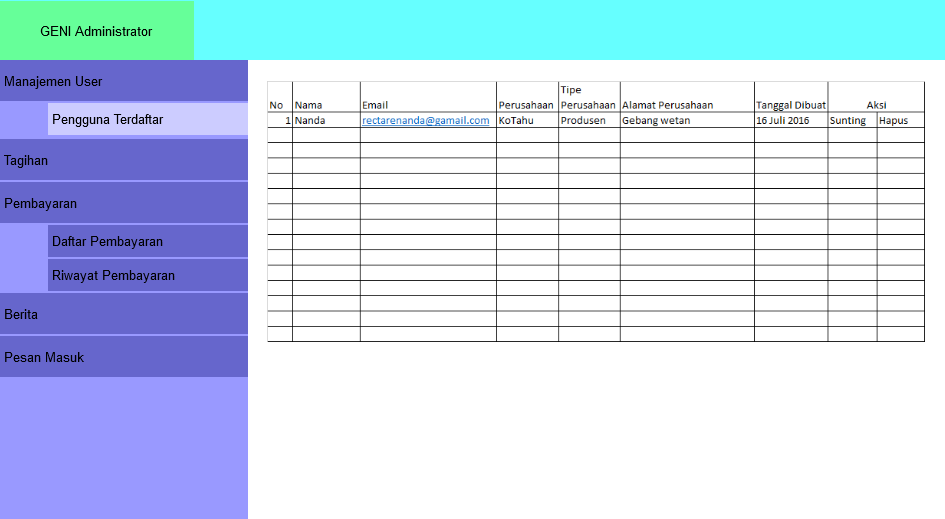 GENI Administrator
Manajemen User
Pengguna Terdaftar
Tagihan
Pembayaran
Daftar Pembayaran
Riwayat Pembayaran
Berita
Pesan Masuk
No Nama Email Perusahaan Tipe Perusahaan Alamat Perusahaan Tanggal Dibuat Aksi
1 Nanda rectarenanda@gamail.com KoTahu Produsen Gebang wetan 16 Juli 2016 Sunting Hapus